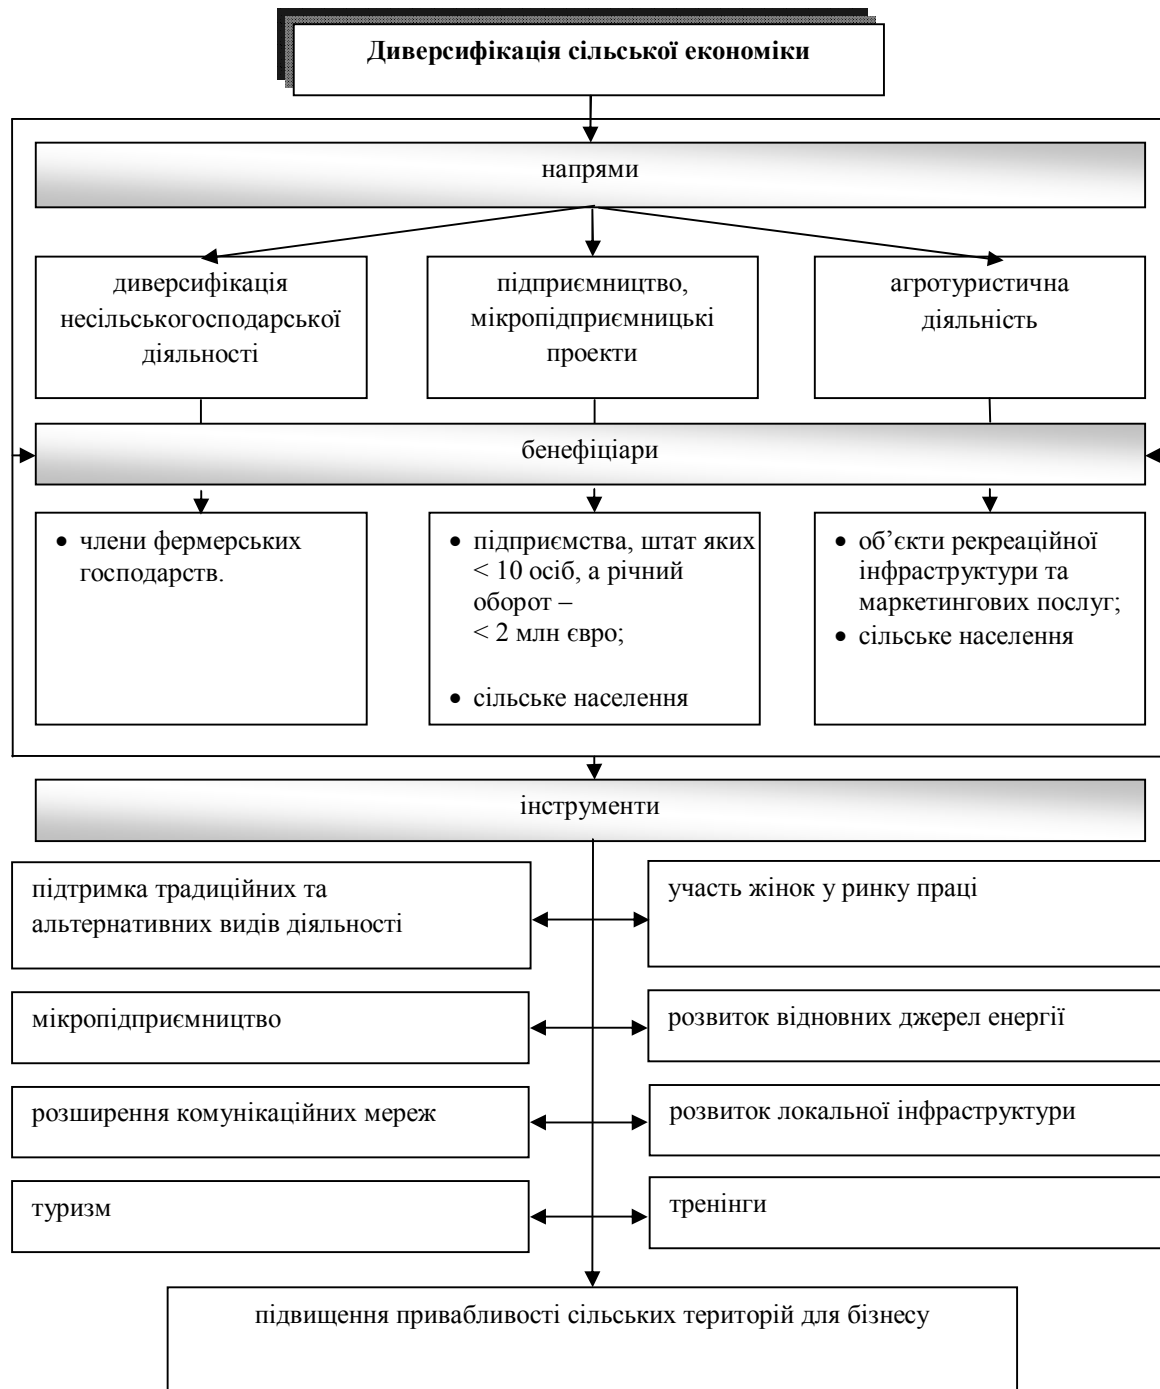 Диверсифікація сільської економіки
напрями
диверсифікація
несільськогосподарської
діяльності
підприємництво,
мікропідприємницькі
проекти
агротуристична
діяльність
бенефіціари
• члени фермерських
господарств.
• підприємства, штат яких
< 10 осіб, а річний
оборот –
< 2 млн євро;
• сільське населення
• об’єкти рекреаційної
інфраструктури та
маркетингових послуг;
• сільське населення
інструменти
підтримка традиційних та
альтернативних видів діяльності
участь жінок у ринку праці
мікропідприємництво
розвиток відновних джерел енергії
розширення комунікаційних мереж
розвиток локальної інфраструктури
туризм
тренінги
підвищення привабливості сільських територій для бізнесу